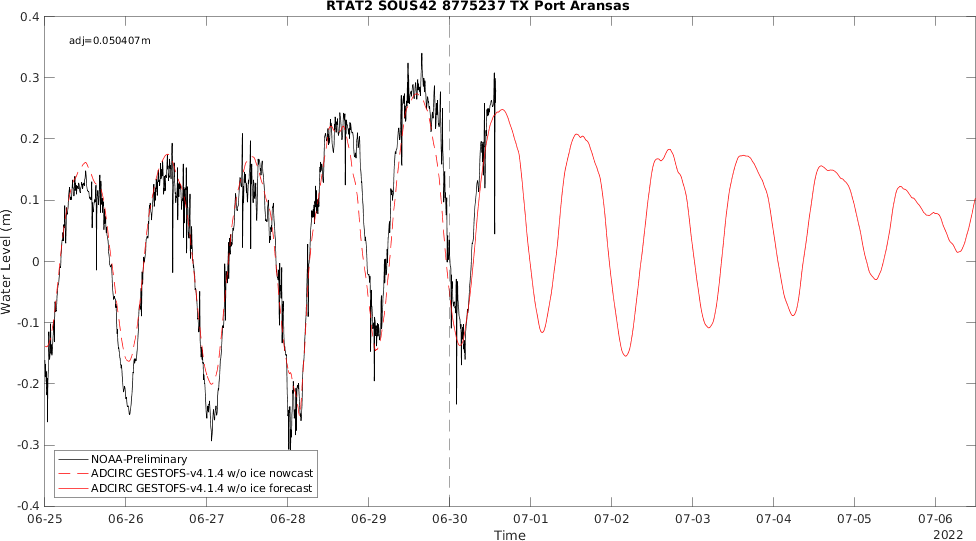 RTAT2 SOUS42 8775237 TX Port Aransas
adj=0.050407m
0.4
0.3
0.2
0.1
0
-0.1
-0.2
-0.3
-0.4
Water Level (m)
NOAA-Preliminary
ADCIRC GESTOFS-v4.1.4 w/o ice nowcast
ADCIRC GESTOFS-v4.1.4 w/o ice forecast
06-25 06-26 06-27 06-28 06-29 06-30 07-01 07-02 07-03 07-04 07-05 07-06
Time
2022